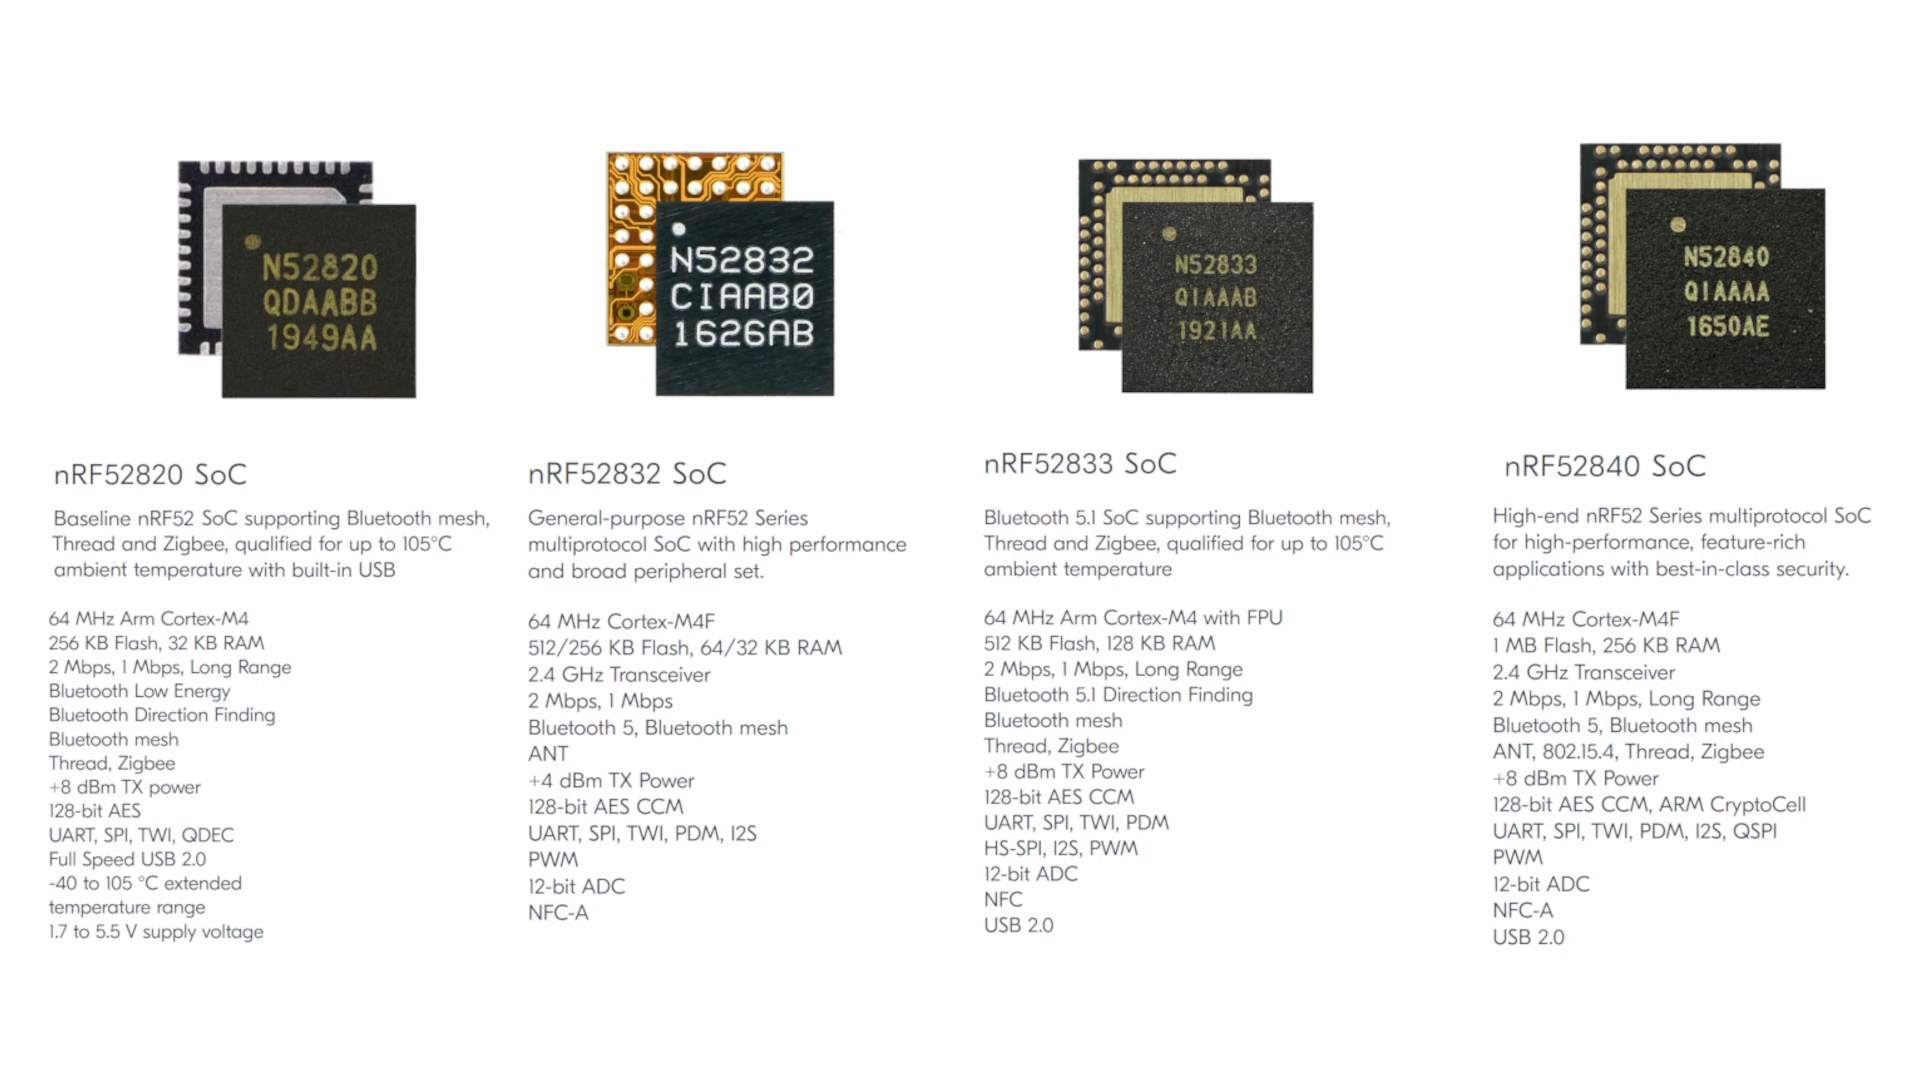 N52820
QDAABB
1949AA
nRF52820 SoC
Baseline nRF52 SoC supporting Bluetooth mesh,
Thread and Zigbee, qualified for up to 105°C
ambient temperature with built-in USB
64 MHz Arm Cortex-M4
256 KB Flash, 32 KB RAM
2 Mbps, 1 Mbps, Long Range
Bluetooth Low Energy
Bluetooth Direction Finding
Bluetooth mesh
Thread, Zigbee
+8 dBm TX power
128-bit AES
UART, SPI, TWI, QDEC
Full Speed USB 2.0
-40 to 105 °C extended
temperature range
1.7 to 5.5 V supply voltage
N52832
CIAAB0
1626AB
nRF52832 SoC
General-purpose nRF52 Series
multiprotocol SoC with high performance
and broad peripheral set.
64 MHz Cortex-M4F
512/256 KB Flash, 64/32 KB RAM
2.4 GHz Transceiver
2 Mbps, 1 Mbps
Bluetooth 5, Bluetooth mesh
ANT
+4 dBm TX Power
128-bit AES CCM
UART, SPI, TWI, PDM, I2S
PWM
12-bit ADC
NFC-A
N52833
QIAAAB
1921AA
nRF52833 SoC
Bluetooth 5.1 SoC supporting Bluetooth mesh,
Thread and Zigbee, qualified for up to 105°C
ambient temperature
64 MHz Arm Cortex-M4 with FPU
512 KB Flash, 128 KB RAM
2 Mbps, 1 Mbps, Long Range
Bluetooth 5.1 Direction Finding
Bluetooth mesh
Thread, Zigbee
+8 dBm TX Power
128-bit AES CCM
UART, SPI, TWI, PDM
HS-SPI, I2S, PWM
12-bit ADC
NFC
USB 2.0
N52840
QIAAAA
1650AE
nRF52840 SoC
High-end nRF52 Series multiprotocol SoC
for high-performance, feature-rich
applications with best-in-class security.
64 MHz Cortex-M4F
1 MB Flash, 256 KB RAM
2.4 GHz Transceiver
2 Mbps, 1 Mbps, Long Range
Bluetooth 5, Bluetooth mesh
ANT, 802.15.4, Thread, Zigbee
+8 dBm TX Power
128-bit AES CCM, ARM CryptoCell
UART, SPI, TWI, PDM, I2S, QSPI
PWM
12-bit ADC
NFC-A
USB 2.0